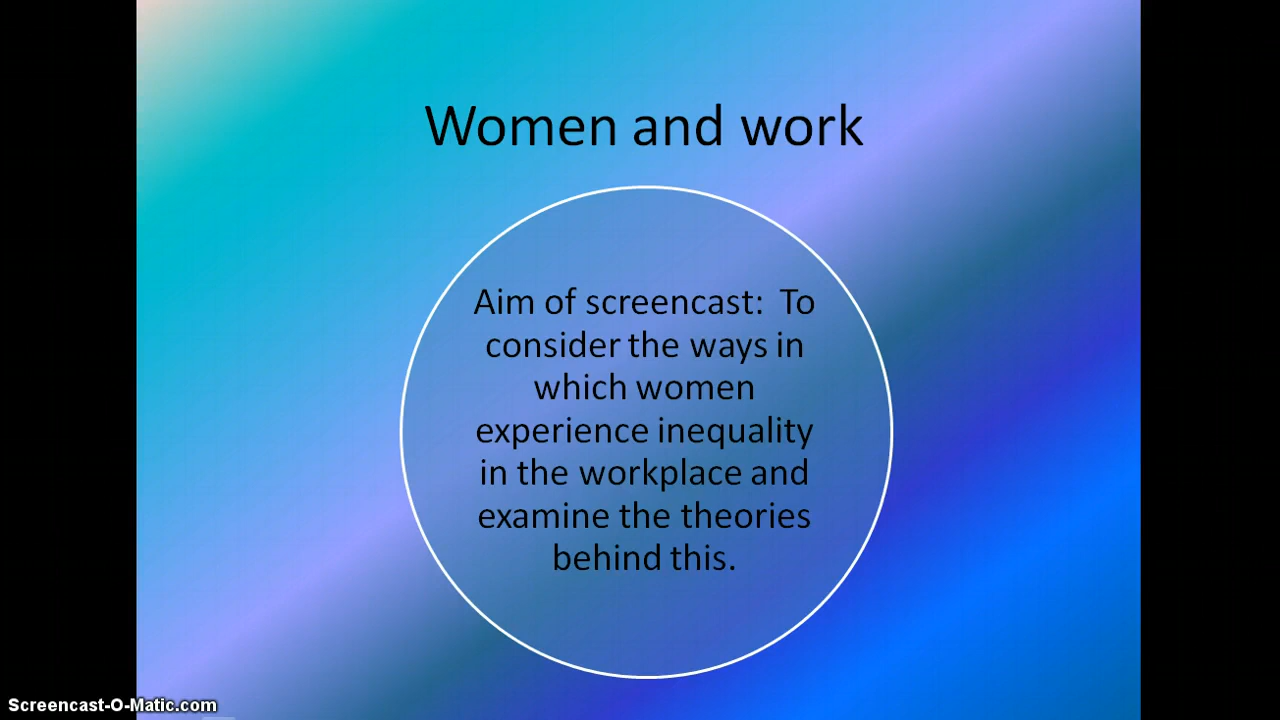 Women and work
Aim of screencast:  To
consider the ways in
which women
experience inequality
in the workplace and
examine the theories
behind this.
Screencast-O-Matic.com